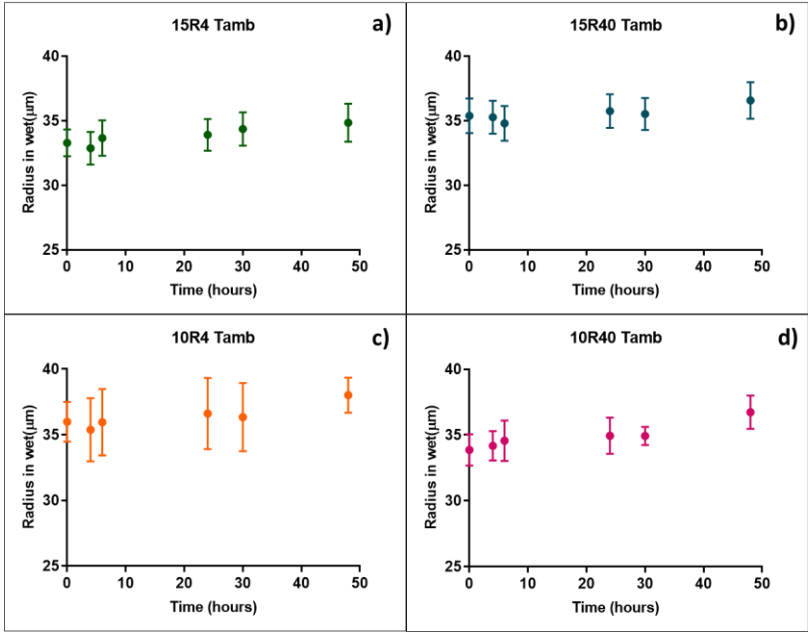 15R4 Tamb
a)
40
35
30
25
Radius in wet(μm)
0 10 20 30 40 50
Time (hours)
15R40 Tamb
b)
40
35
30
25
Radius in wet(μm)
0 10 20 30 40 50
Time (hours)
10R4 Tamb
c)
40
35
30
25
Radius in wet(μm)
0 10 20 30 40 50
Time (hours)
10R40 Tamb
d)
40
35
30
25
Radius in wet(μm)
0 10 20 30 40 50
Time (hours)